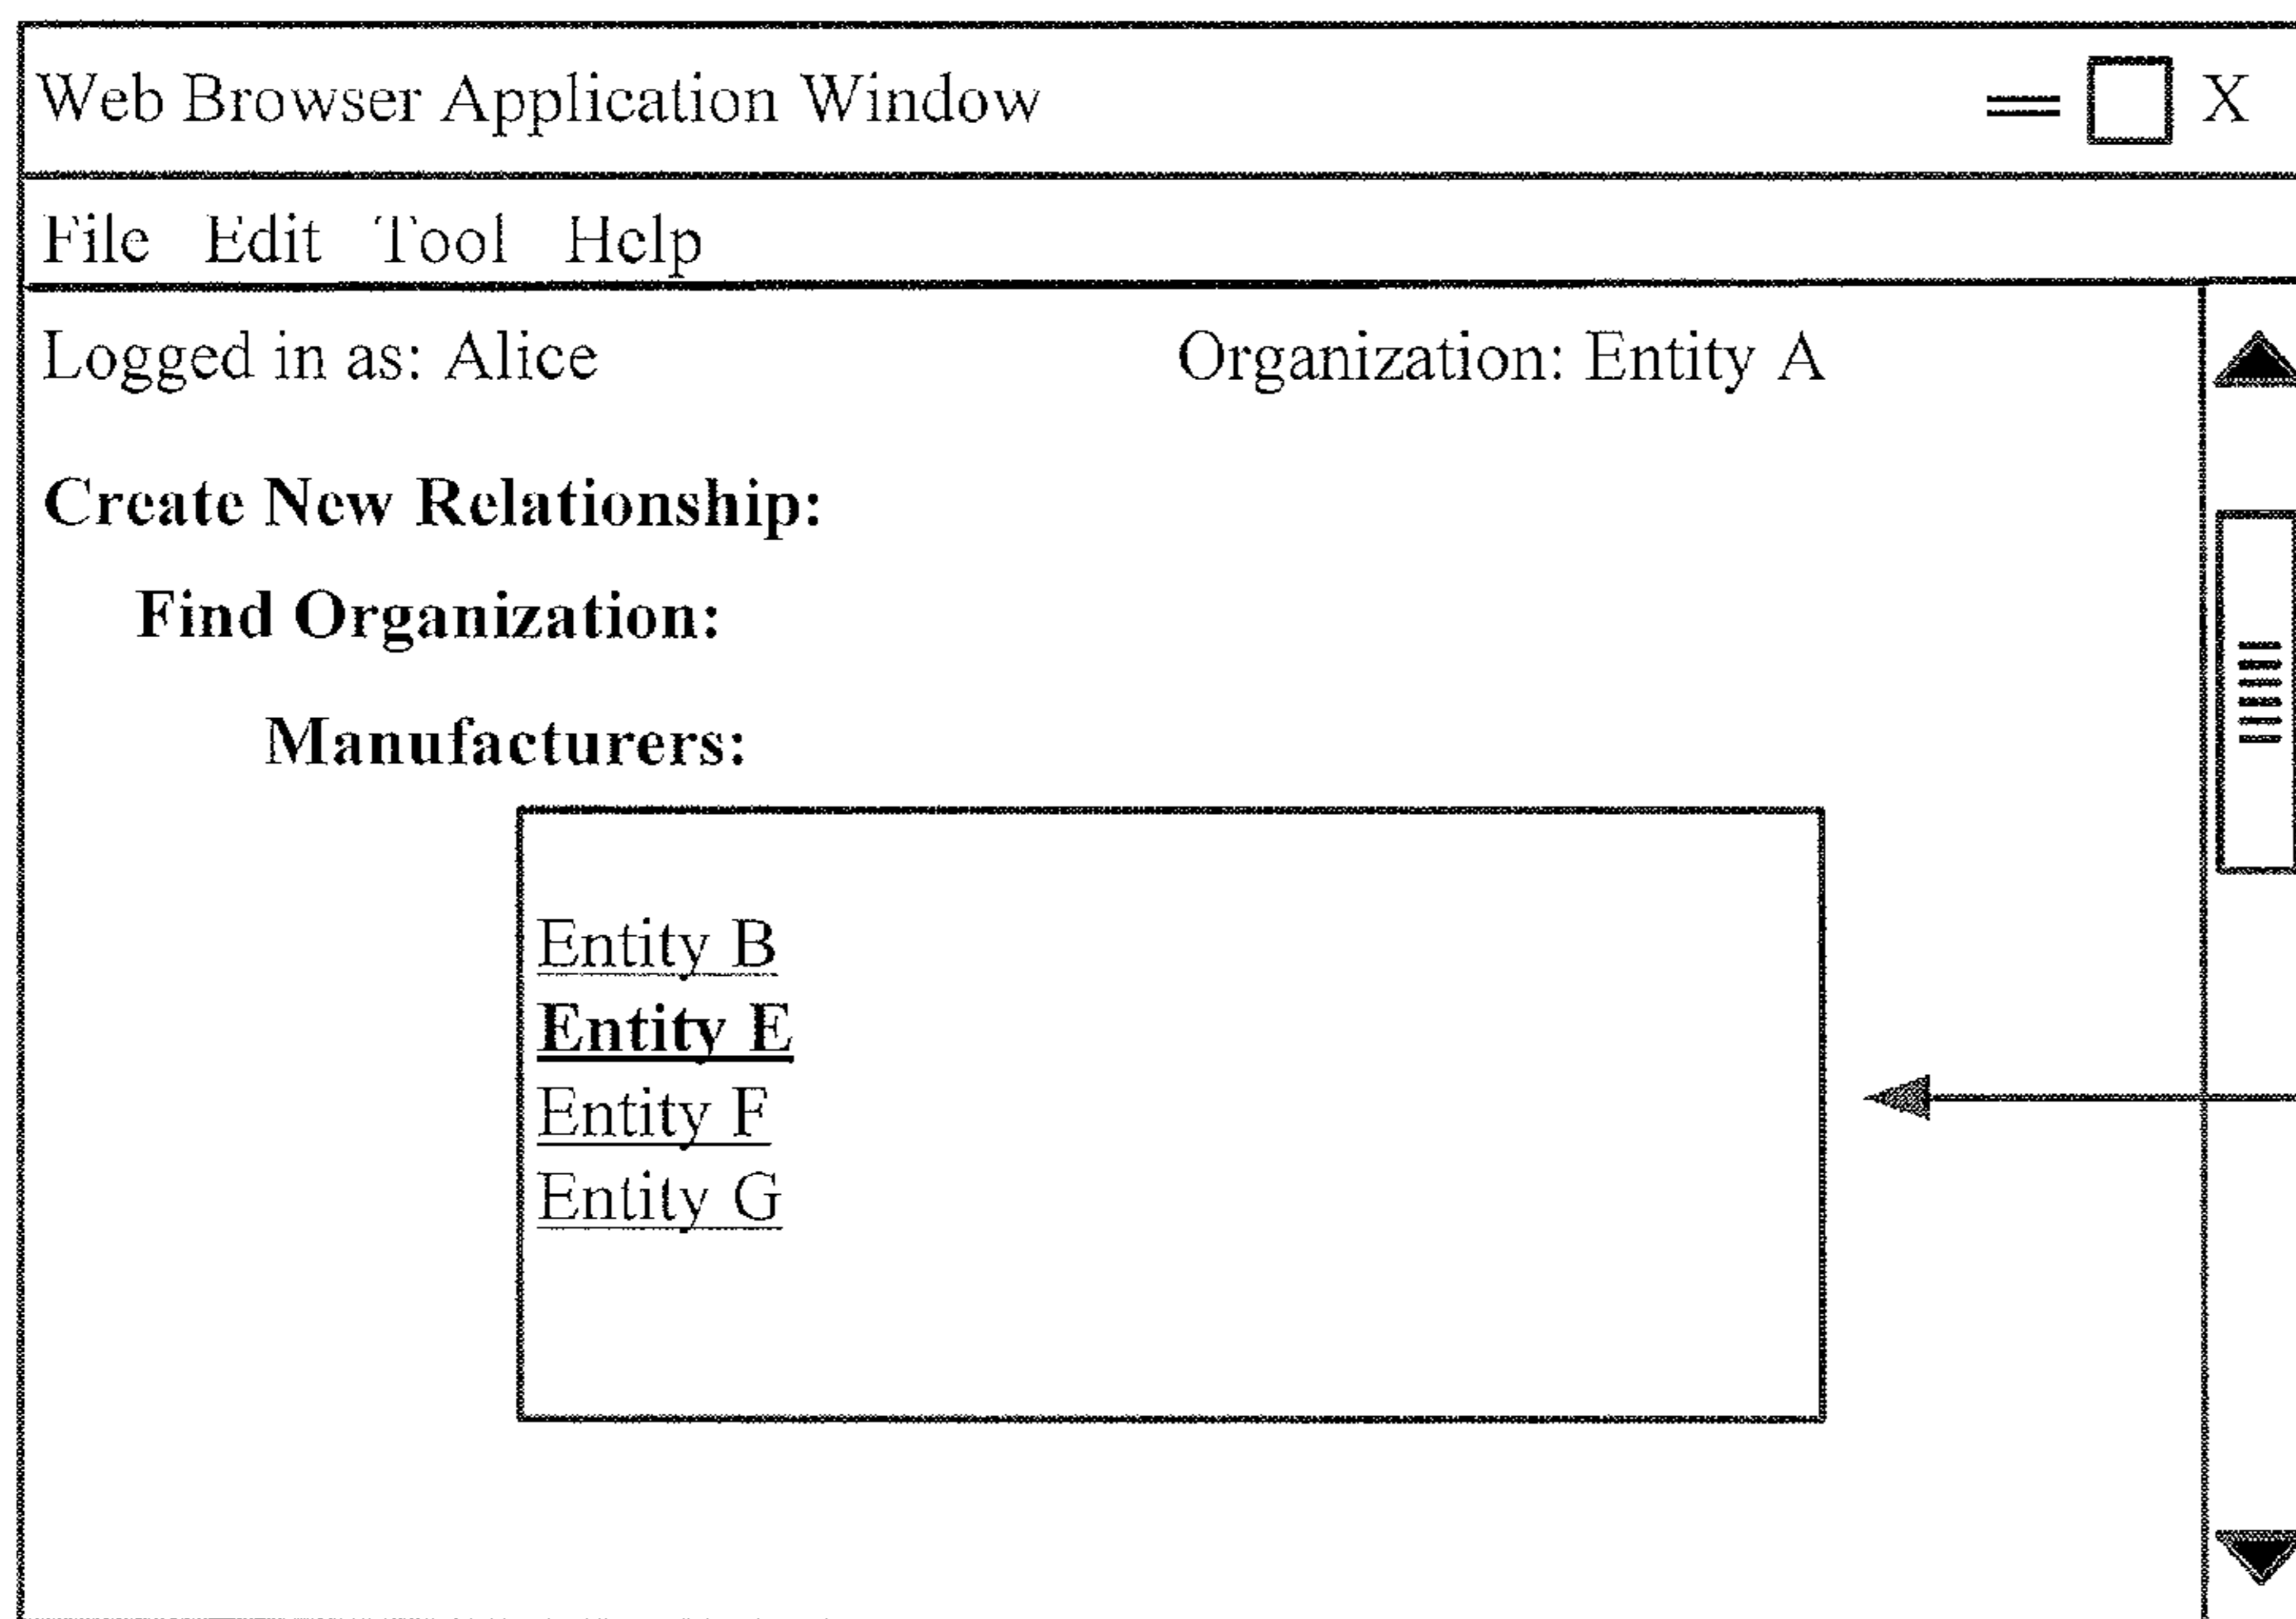 Web Browser Application Window X
File Edit Tool Help
Logged in as: Alice Organization: Entity A
Create New Relationship:
Find Organization:
Manufacturers:
Entity B
Entity E
Entity F
Entity G